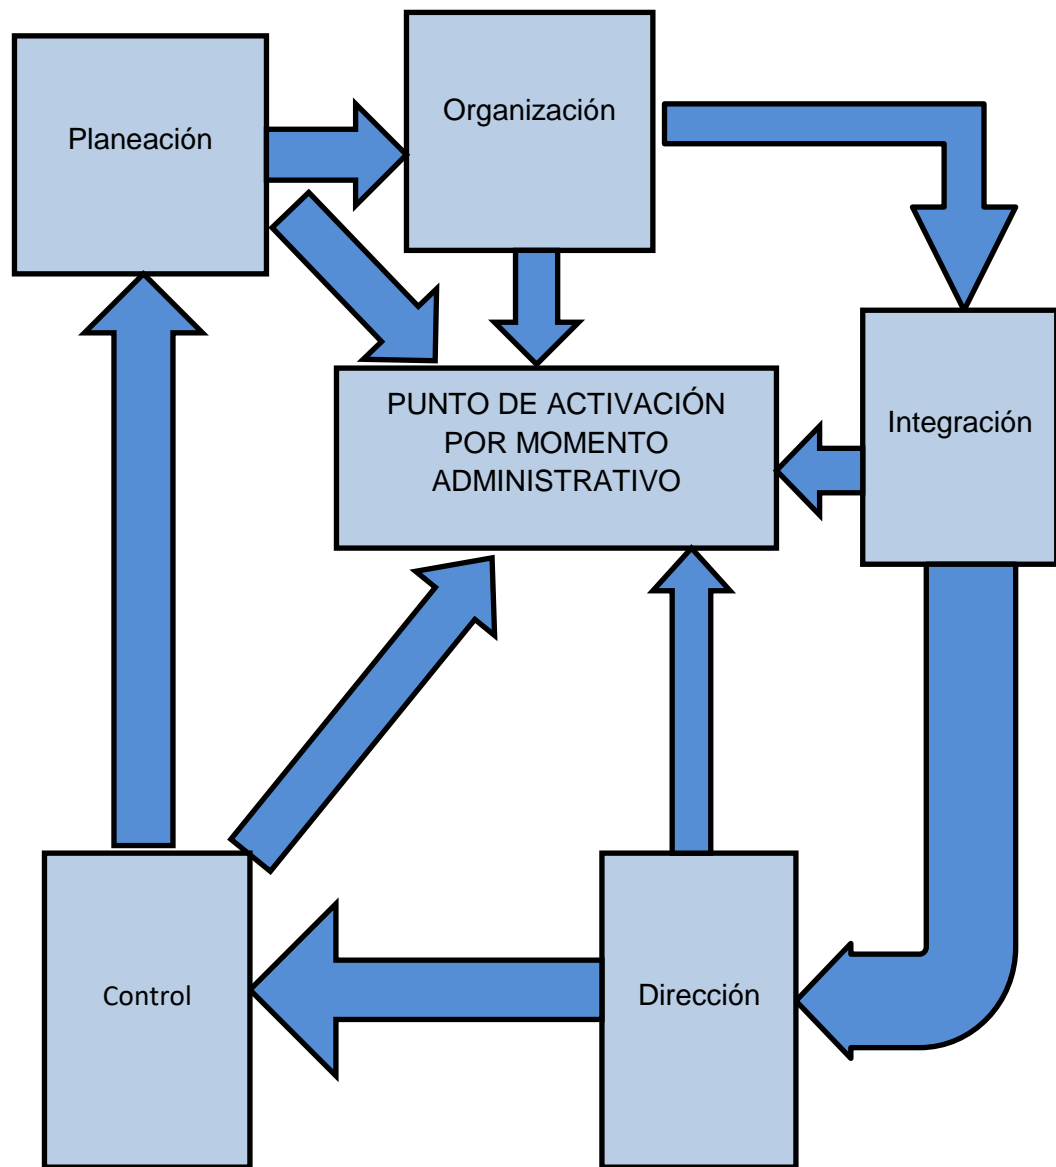 Planeación
Organización
PUNTO DE ACTIVACIÓN
POR MOMENTO
ADMINISTRATIVO
Integración
Control
Dirección